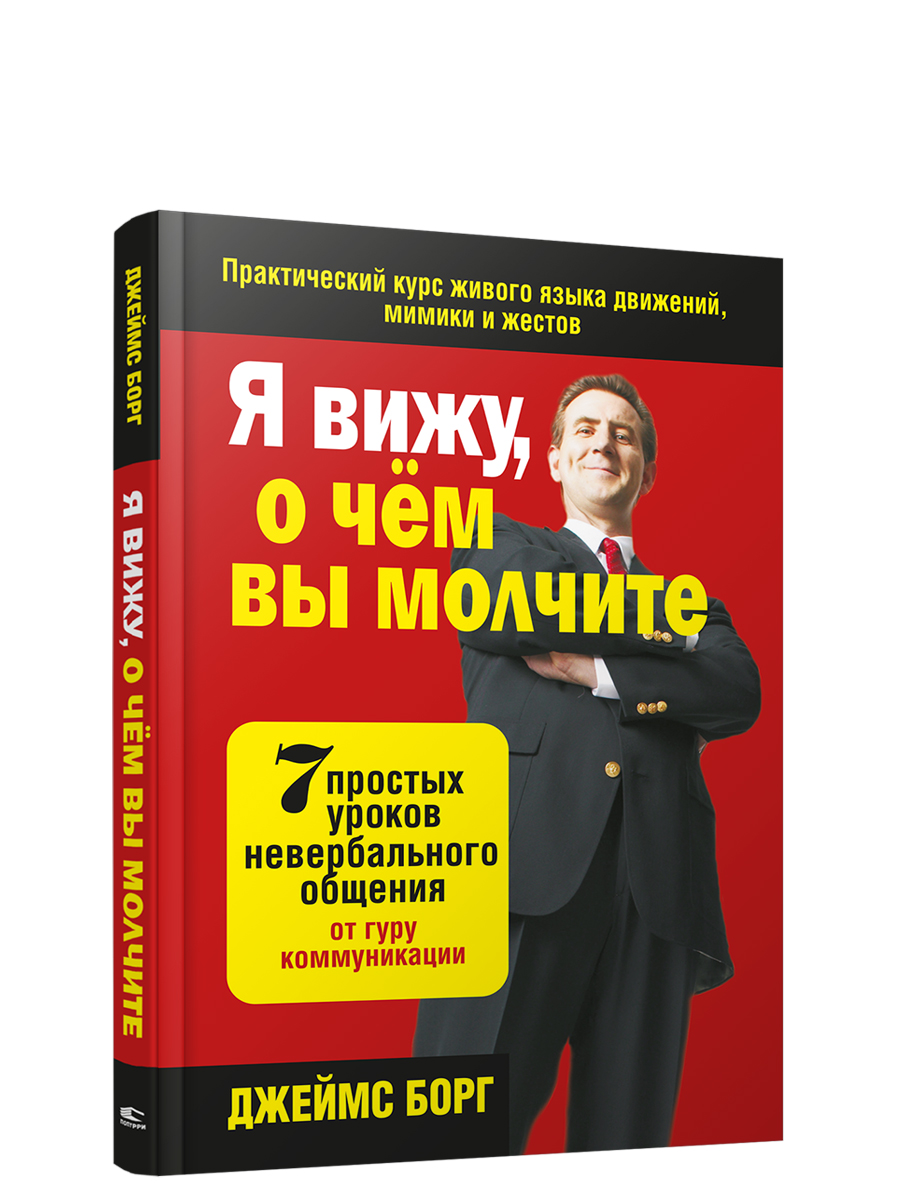 ДЖЕЙМС БОРГ
Я ВИЖУ, О ЧЁМ ВЫ МОЛЧИТЕ
ПОПУРРИ
Практический курс живого языка движений,
мимики и жестов
Я вижу,
о чём
вы молчите
7 простых
уроков
невербального
общения
от гуру
коммуникации
ДЖЕЙМС БОРГ